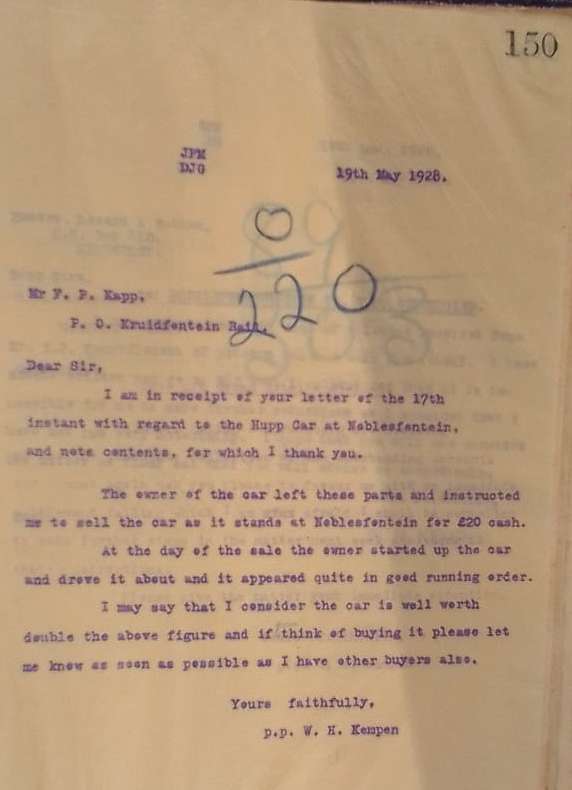 150
JPM
DJO
19th May 1928.
0
220
Mr F. P. Kapp,
P. O. Kruidfentein Rail,
Dear Sir,
I am in receipt of your letter of the 17th
instant with regard to the Hupp Car at Noblesfentein,
and note contents, for which I thank you.
The owner of the car left these parts and instructed
me to sell the car as it stands at Noblesfentein for £20 cash.
At the day of the sale the owner started up the car
and drove it about and it appeared quite in good running order.
I may say that I consider the car is well worth
double the above figure and if think of buying it please let
me know as soon as possible as I have other buyers also.
Yours faithfully,
p.p. W. H. Kempen